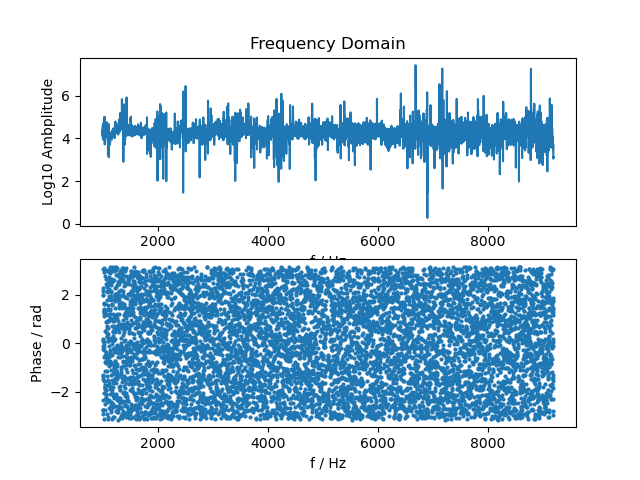 Frequency Domain
Log10 Ambplitude
6
4
2
0
2000 4000 6000 8000
f / Hz
Phase / rad
2
0
−2
2000 4000 6000 8000
f / Hz